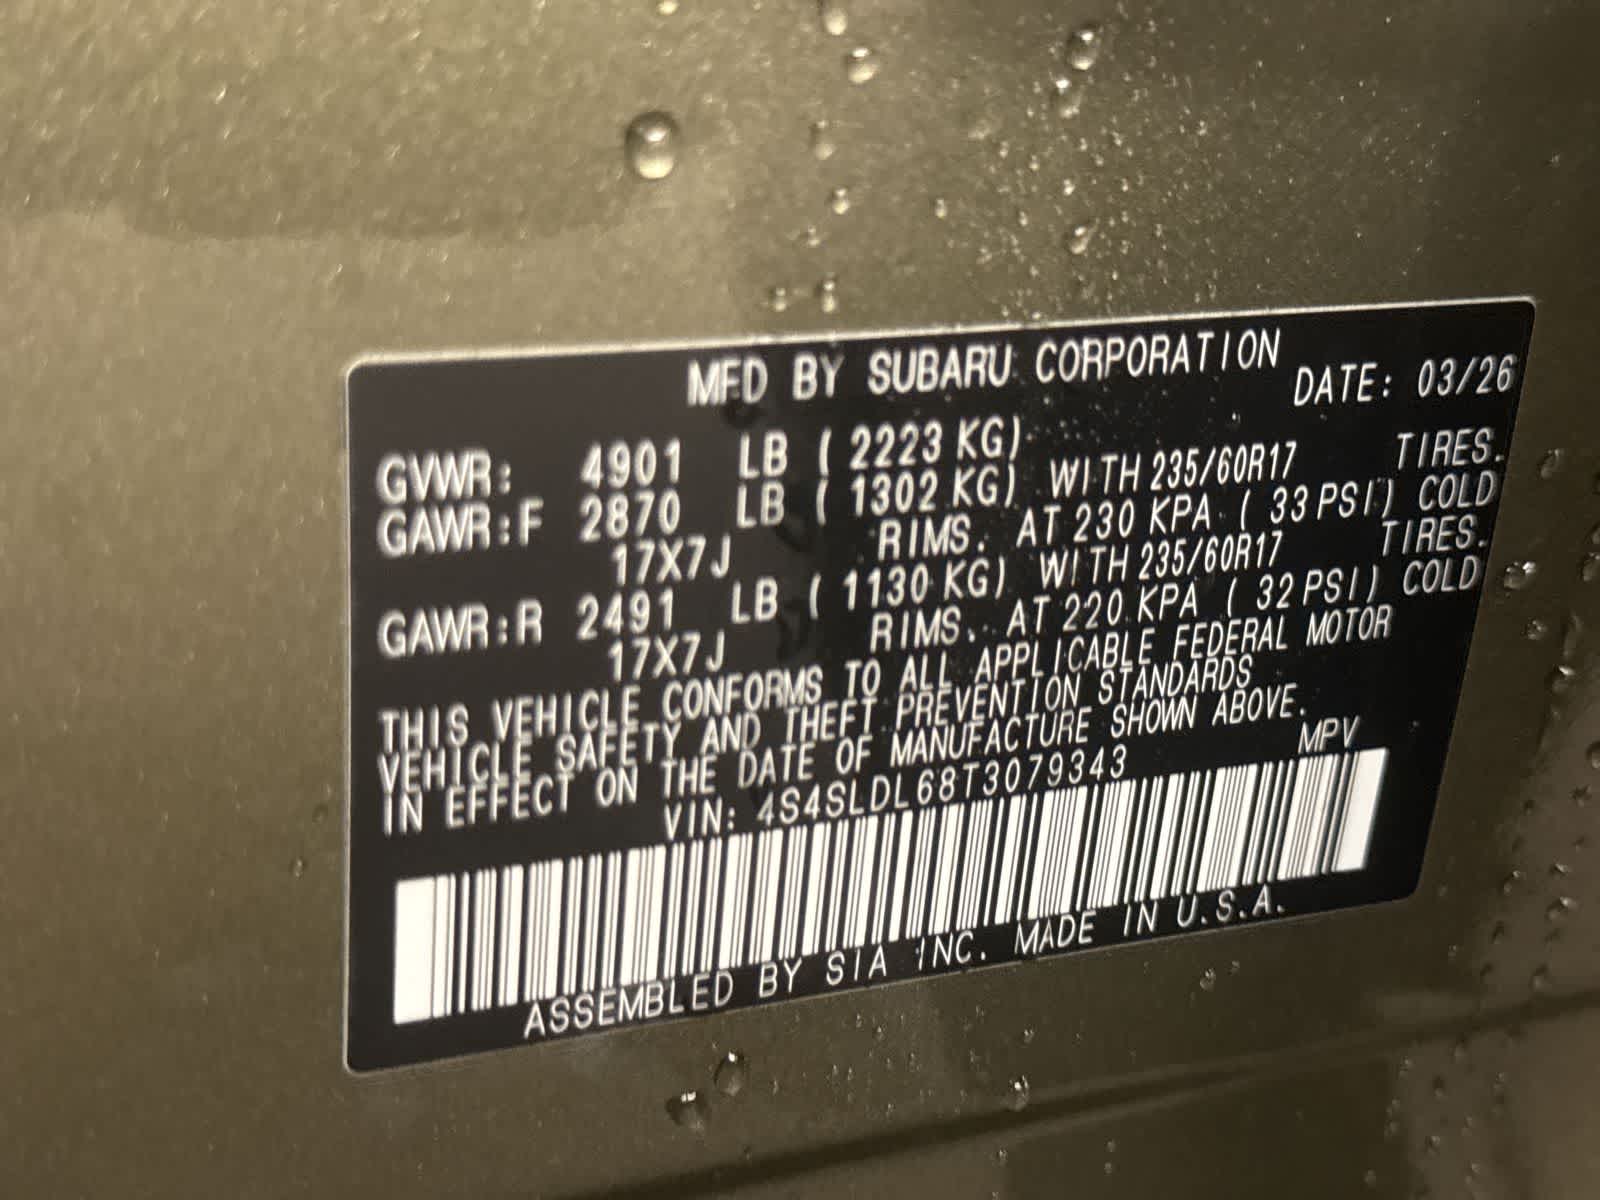 MFD BY SUBARU CORPORATION
DATE: 03/26
GVWR: 4901 LB ( 2223 KG)
GAWR:F 2870 LB ( 1302 KG) WITH 235/60R17 TIRES.
17X7J RIMS. AT 230 KPA ( 33 PSI) COLD
GAWR:R 2491 LB ( 1130 KG) WITH 235/60R17 TIRES.
17X7J RIMS. AT 220 KPA ( 32 PSI) COLD
THIS VEHICLE CONFORMS TO ALL APPLICABLE FEDERAL MOTOR
VEHICLE SAFETY AND THEFT PREVENTION STANDARDS
IN EFFECT ON THE DATE OF MANUFACTURE SHOWN ABOVE.
VIN: 4S4SLDL68T3079343 MPV
ASSEMBLED BY SIA INC. MADE IN U.S.A.